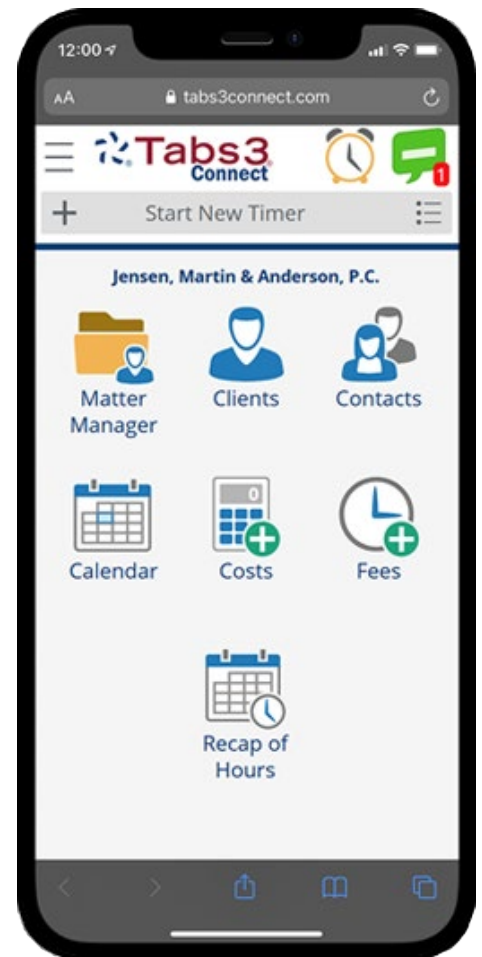 12:00
AA tabs3connect.com
Tabs3
Connect
1
Start New Timer
Jensen, Martin & Anderson, P.C.
Matter
Manager
Clients
Contacts
Calendar
0
Costs
Fees
Recap of
Hours